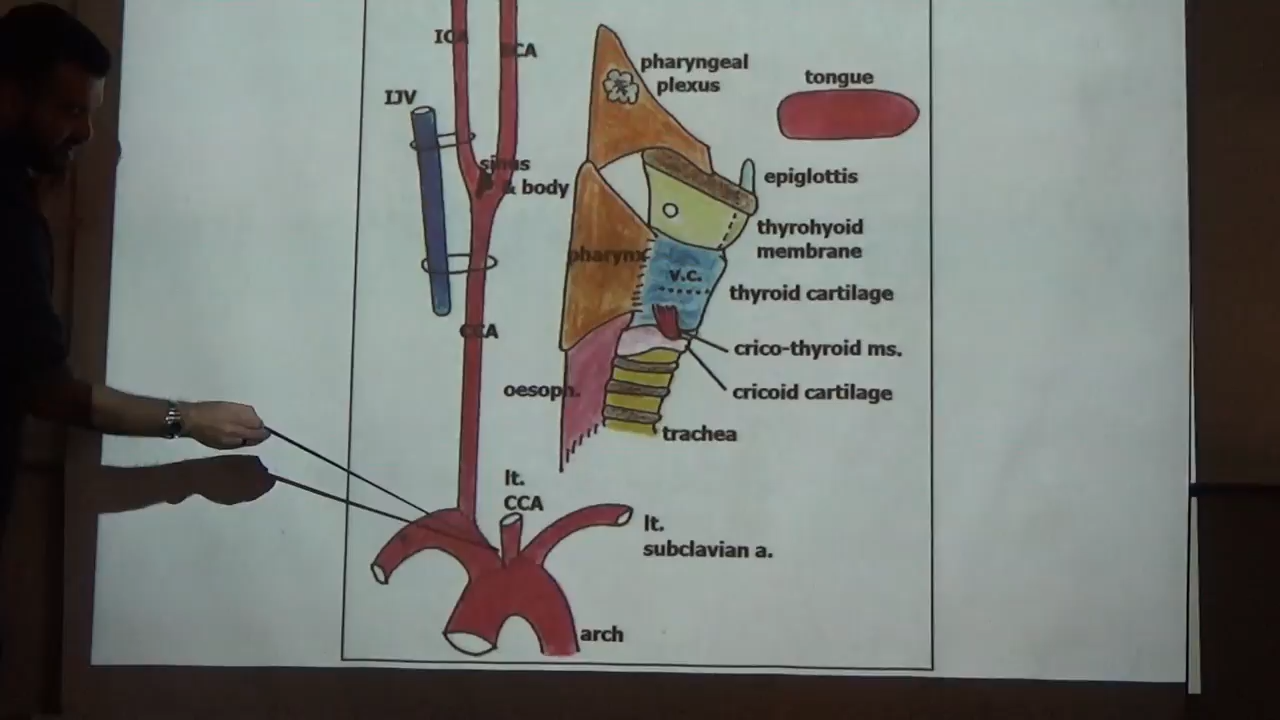 ICA
ECA
IJV
sinus
& body
CCA
pharyngeal
plexus
tongue
epiglottis
thyrohyoid
membrane
pharynx
v.c.
thyroid cartilage
crico-thyroid ms.
cricoid cartilage
oesoph.
trachea
lt.
CCA
lt.
subclavian a.
arch